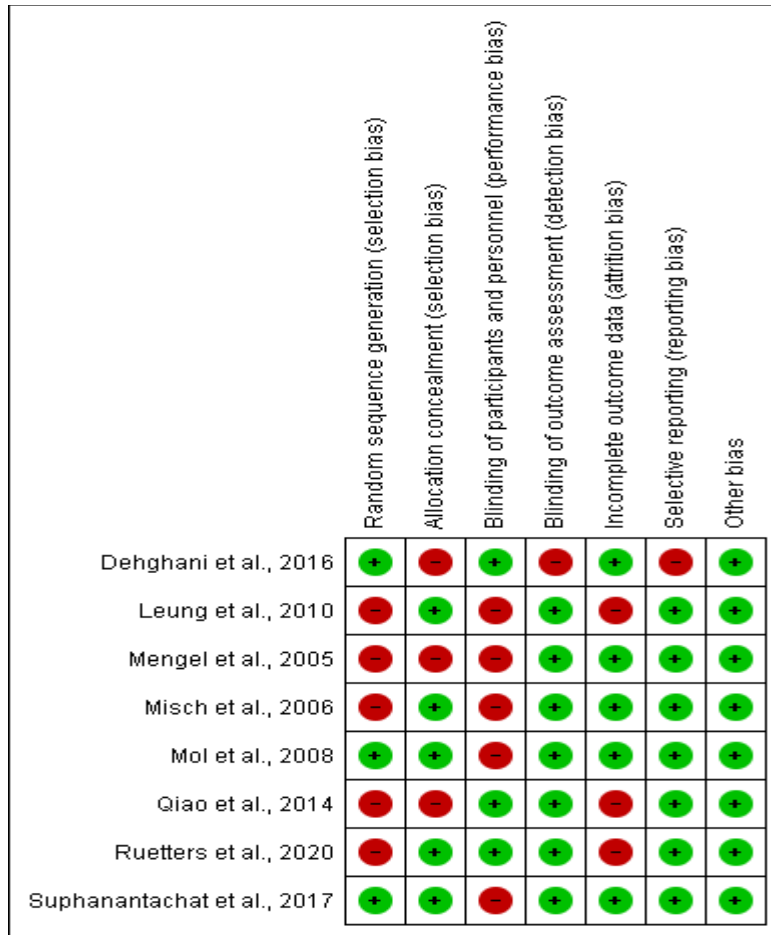 Random sequence generation (selection bias)
Allocation concealment (selection bias)
Blinding of participants and personnel (performance bias)
Blinding of outcome assessment (detection bias)
Incomplete outcome data (attrition bias)
Selective reporting (reporting bias)
Other bias
Dehghani et al., 2016 + - + - + - +
Leung et al., 2010 - + - + - + +
Mengel et al., 2005 - - - + + + +
Misch et al., 2006 - + - + + + +
Mol et al., 2008 + + - + + + +
Qiao et al., 2014 - - + + - + +
Ruetters et al., 2020 - + + + - + +
Suphanantachat et al., 2017 + + - + + + +